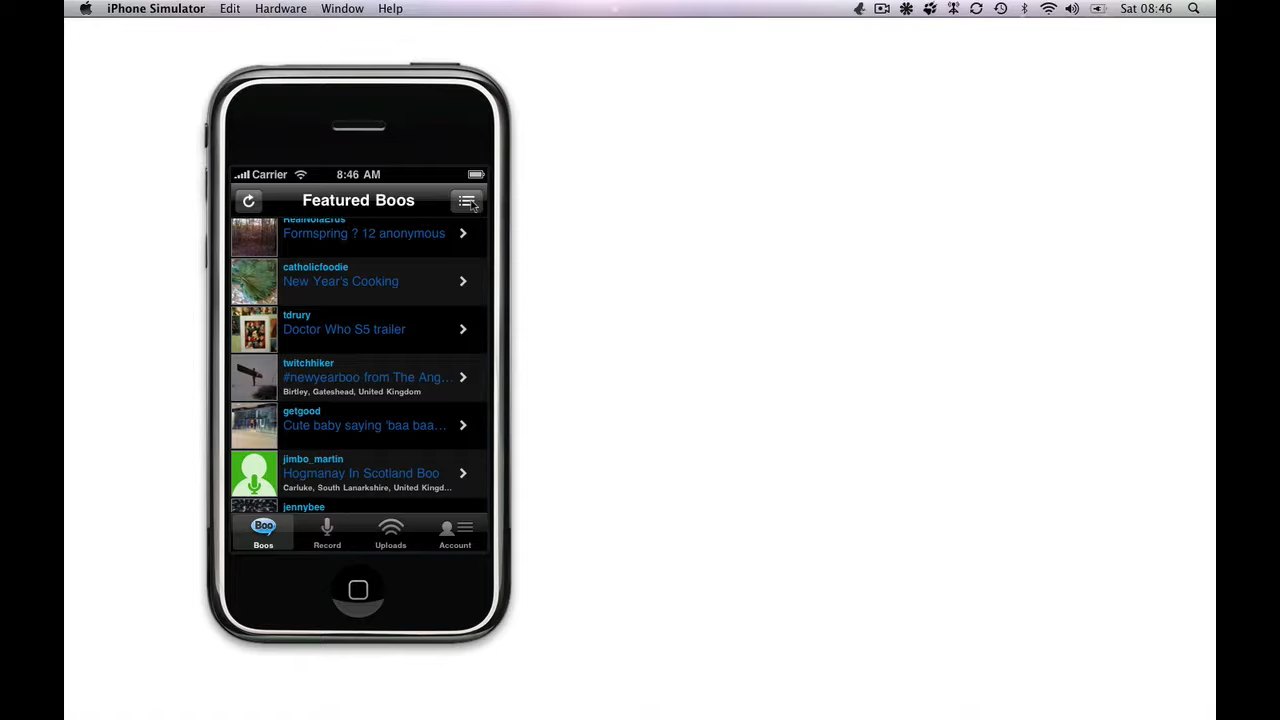 iPhone Simulator Edit Hardware Window Help Sat 08:46
Carrier 8:46 AM
Featured Boos
RealNolaErus
Formspring ? 12 anonymous
catholicfoodie
New Year's Cooking
tdrury
Doctor Who S5 trailer
twitchhiker
#newyearboo from The Ang...
Birtley, Gateshead, United Kingdom
getgood
Cute baby saying 'baa baa...
jimbo_martin
Hogmanay In Scotland Boo
Carluke, South Lanarkshire, United Kingd...
jennybee
Boo
Boos Record Uploads Account